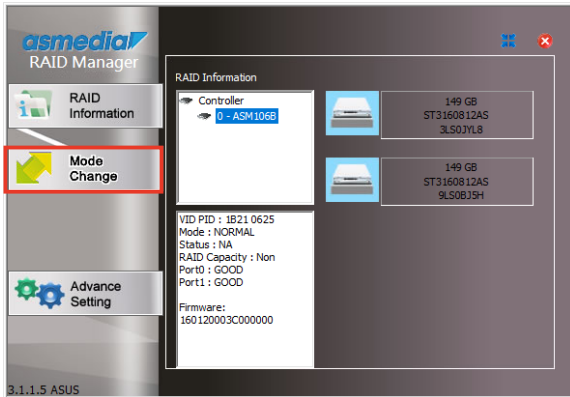 asmedia
RAID Manager
RAID
Information
Mode
Change
Advance
Setting
3.1.1.5 ASUS
RAID Information
Controller
0 - ASM106B
VID PID : 1B21 0625
Mode : NORMAL
Status : NA
RAID Capacity : Non
Port0 : GOOD
Port1 : GOOD
Firmware:
160120003C000000
149 GB
ST3160812AS
3LS0JYL8
149 GB
ST3160812AS
9LS0BJ5H